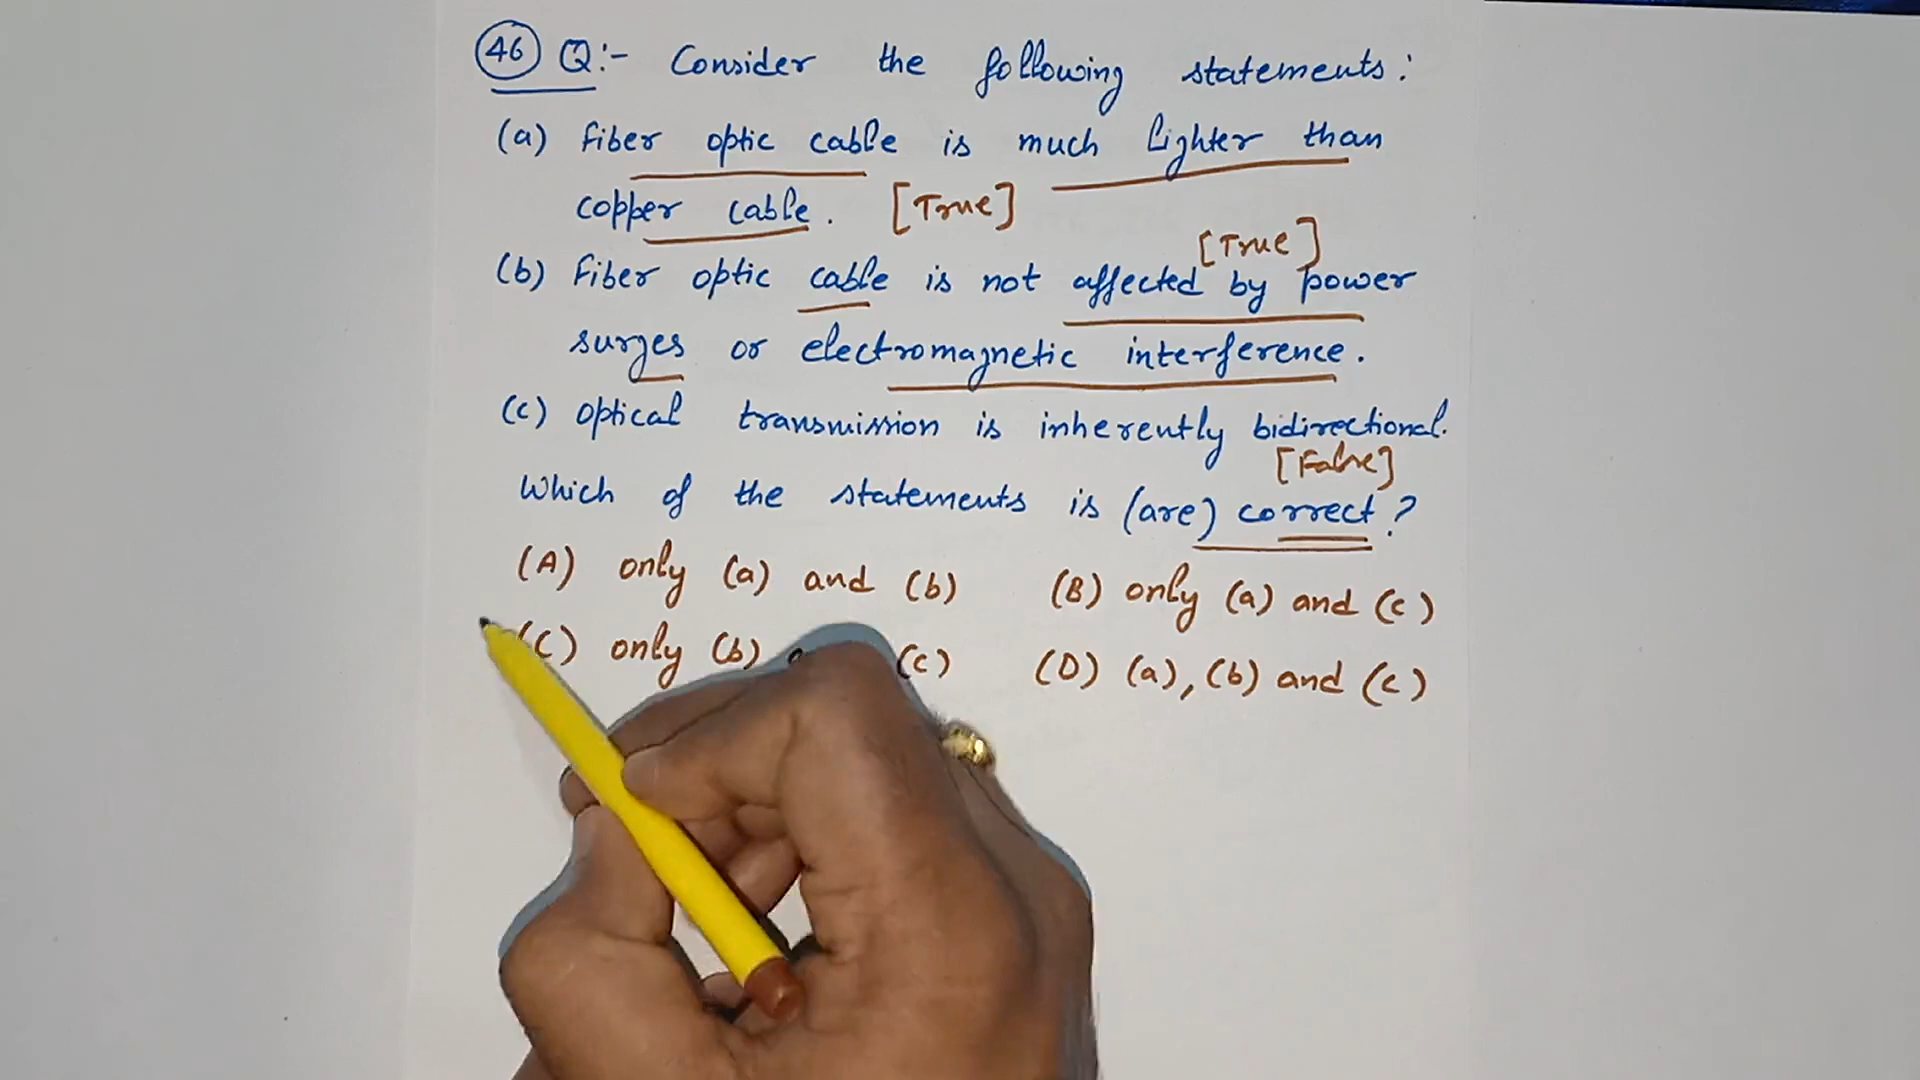 46 Q:- Consider the following statements:
(a) Fiber optic cable is much lighter than
copper cable. [True]
[True]
(b) Fiber optic cable is not affected by power
surges or electromagnetic interference.
(c) Optical transmission is inherently bidirectional.
[False]
Which of the statements is (are) correct?
(A) only (a) and (b) (B) only (a) and (c)
(C) only (b) (c) (D) (a), (b) and (c)